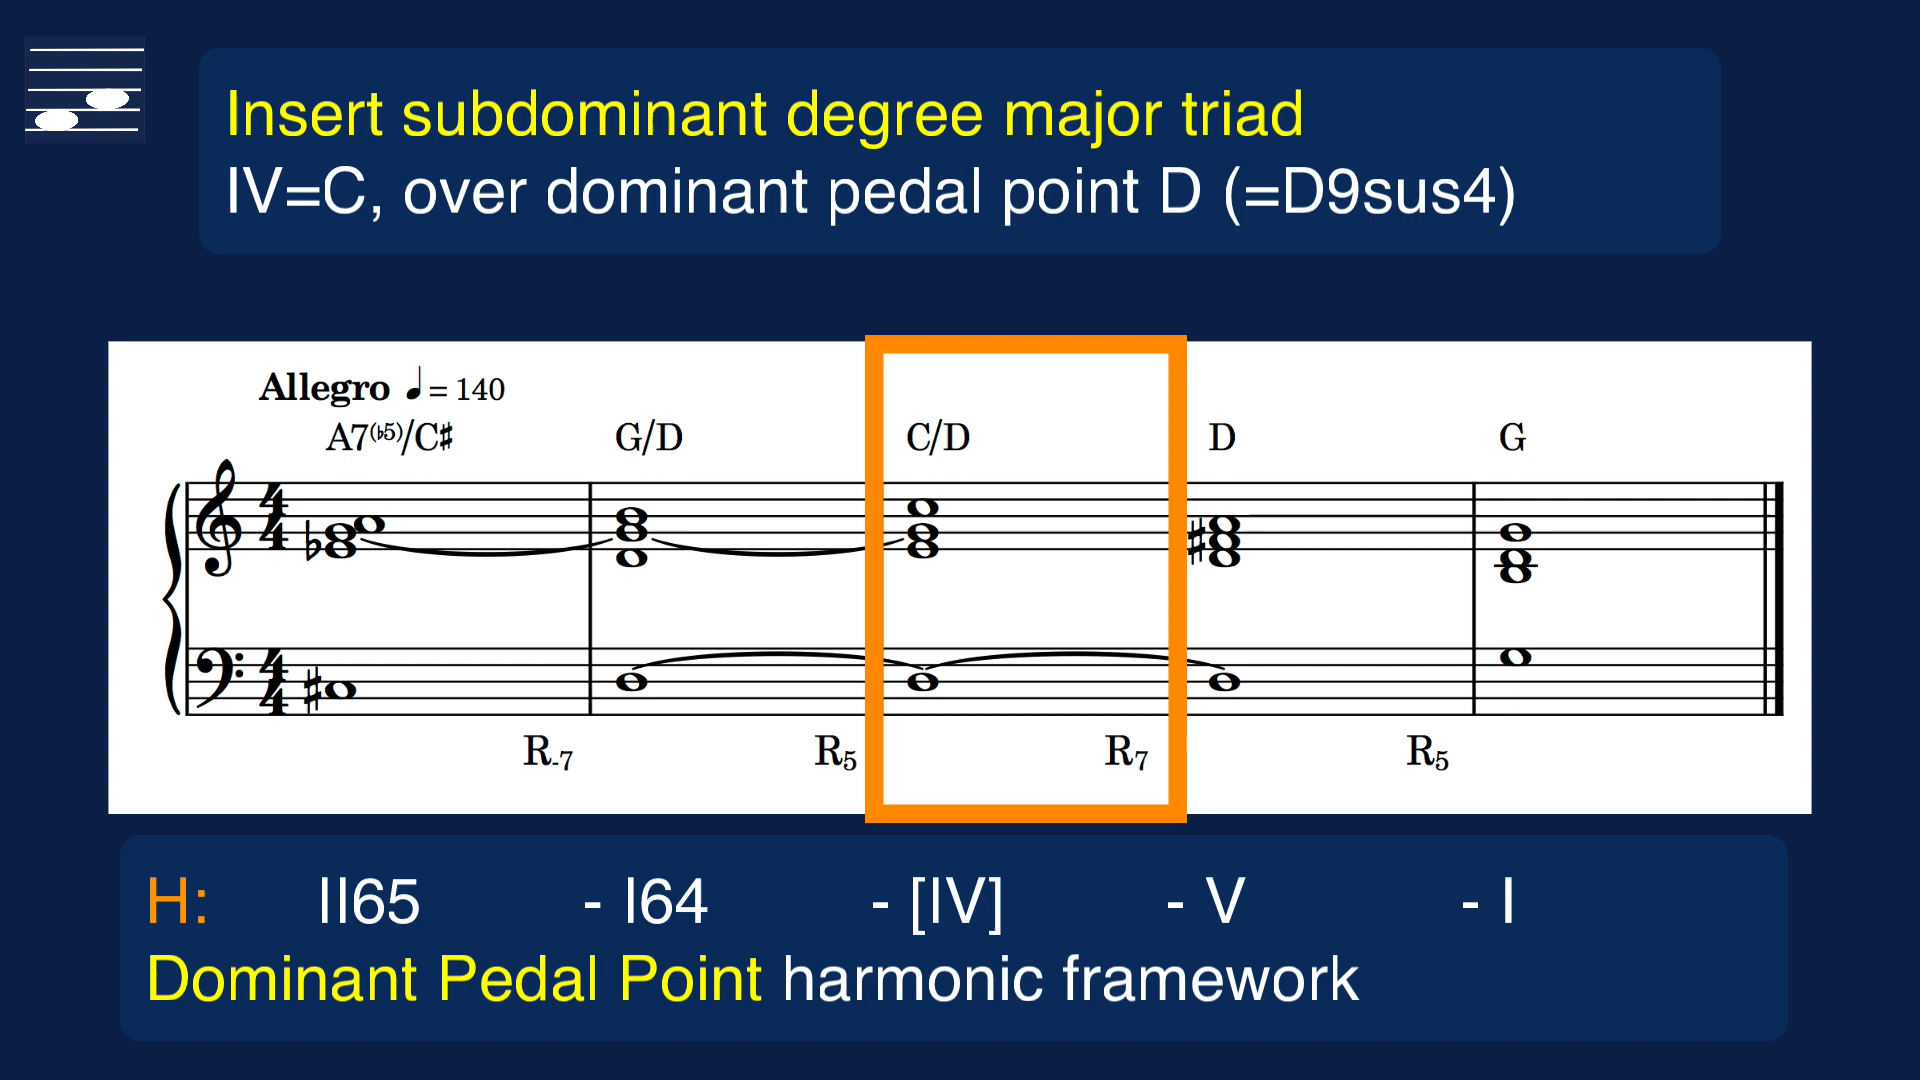 Insert subdominant degree major triad
IV=C, over dominant pedal point D (=D9sus4)
Allegro ♩ = 140
A7(♭5)/C♯ G/D C/D D G
R-7 R5 R7 R5
H: II65 - I64 - [IV] - V - I
Dominant Pedal Point harmonic framework